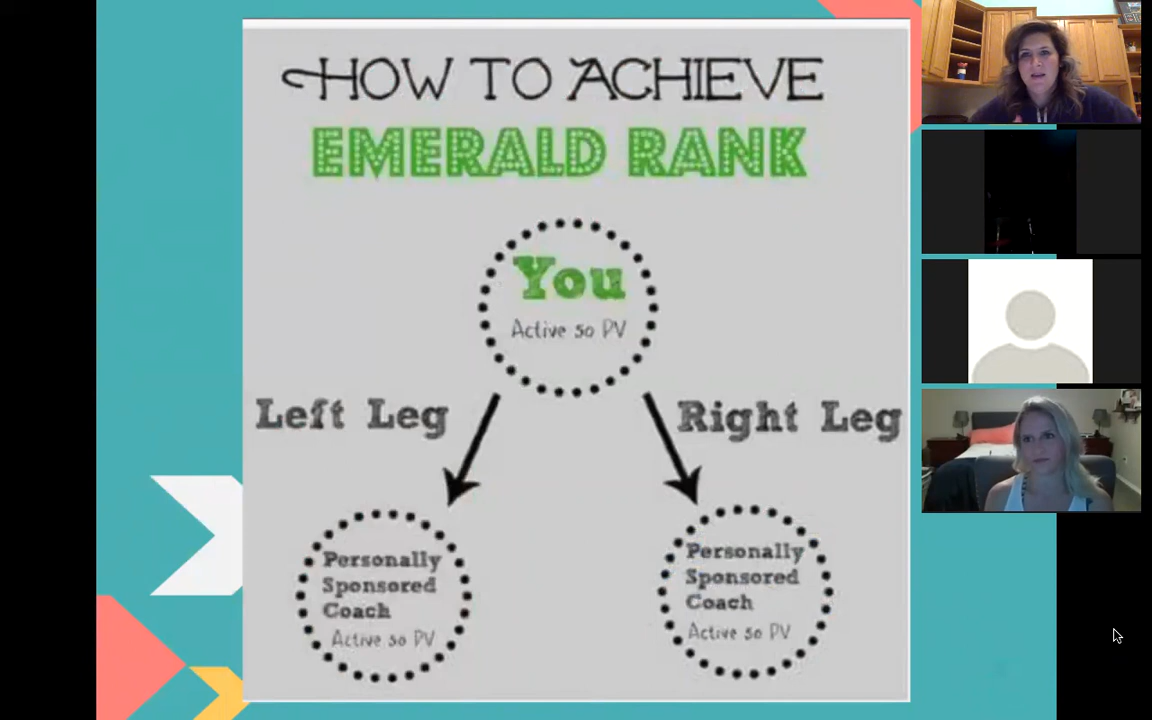 HOW TO ACHIEVE
EMERALD RANK
You
Active 50 PV
Left Leg
Right Leg
Personally
Sponsored
Coach
Active 50 PV
Personally
Sponsored
Coach
Active 50 PV